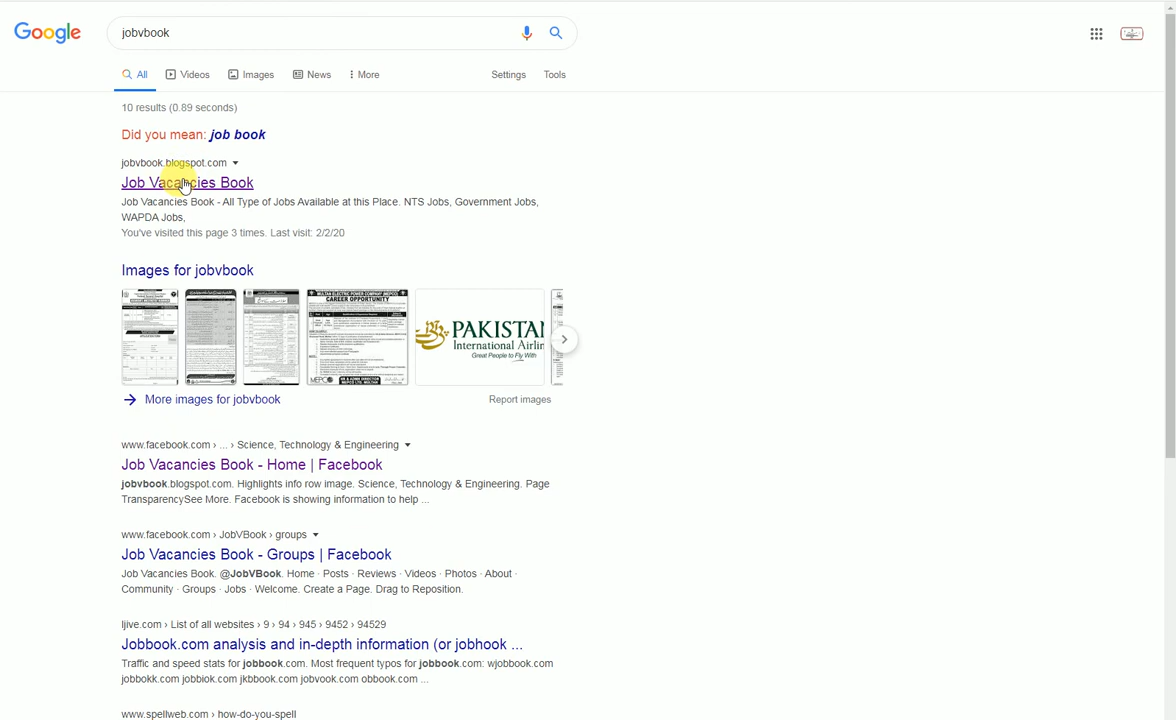 Google
jobvbook
All Videos Images News More Settings Tools
10 results (0.89 seconds)
Did you mean: job book
jobvbook.blogspot.com
Job Vacancies Book
Job Vacancies Book - All Type of Jobs Available at this Place. NTS Jobs, Government Jobs,
WAPDA Jobs,
You've visited this page 3 times. Last visit: 2/2/20
Images for jobvbook
CAREER OPPORTUNITY
MEPCO
PAKISTAN
International Airlin
Great People to Fly With
More images for jobvbook Report images
www.facebook.com › ... › Science, Technology & Engineering
Job Vacancies Book - Home | Facebook
jobvbook.blogspot.com. Highlights info row image. Science, Technology & Engineering. Page
TransparencySee More. Facebook is showing information to help ...
www.facebook.com › JobVBook › groups
Job Vacancies Book - Groups | Facebook
Job Vacancies Book. @JobVBook. Home · Posts · Reviews · Videos · Photos · About ·
Community · Groups · Jobs · Welcome. Create a Page. Drag to Reposition.
ljive.com › List of all websites › 9 › 94 › 945 › 9452 › 94529
Jobbook.com analysis and in-depth information (or jobhook ...
Traffic and speed stats for jobbook.com. Most frequent typos for jobbook.com: wjobbook.com
jobbokk.com jobbiok.com jkbbook.com jobvook.com obbook.com ...
www.spellweb.com › how-do-you-spell